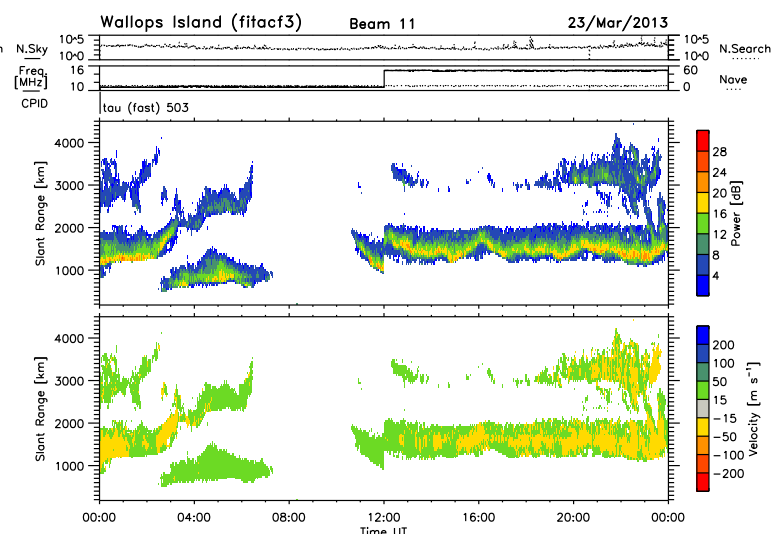 Wallops Island (fitacf3) Beam 11 23/Mar/2013
N.Sky 10^5 10^0 10^5 10^0 N.Search
Freq. [MHz] 16 10 60 0 Nave
CPID tau (fast) 503
Slant Range [km] 4000 3000 2000 1000
Power [dB] 28 24 20 16 12 8 4
Slant Range [km] 4000 3000 2000 1000
Velocity [m s⁻¹] 200 100 50 15 -15 -50 -100 -200
00:00 04:00 08:00 12:00 16:00 20:00 00:00
Time UT